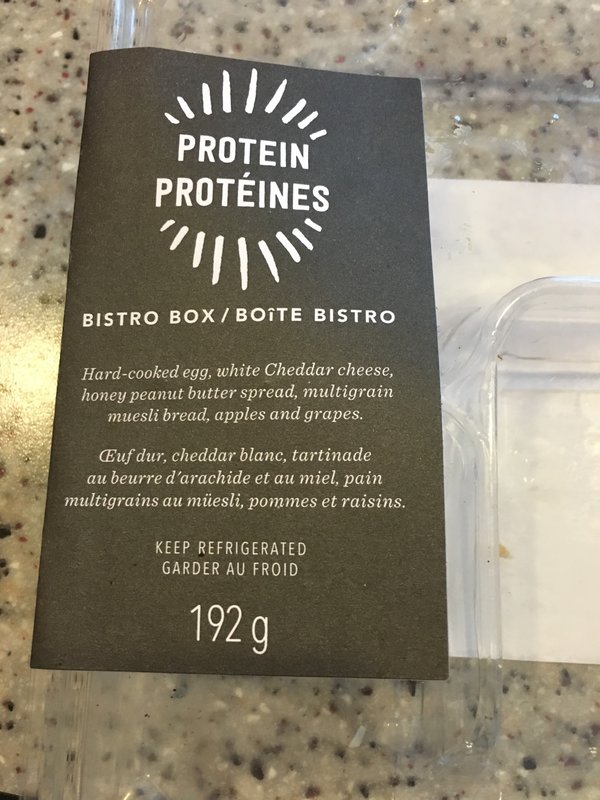 PROTEIN
PROTÉINES
BISTRO BOX / BOîTE BISTRO
Hard-cooked egg, white Cheddar cheese,
honey peanut butter spread, multigrain
muesli bread, apples and grapes.
Œuf dur, cheddar blanc, tartinade
au beurre d'arachide et au miel, pain
multigrains au müesli, pommes et raisins.
KEEP REFRIGERATED
GARDER AU FROID
192 g